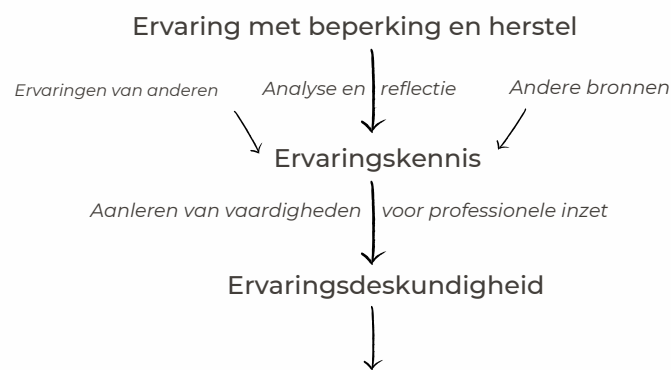 Ervaring met beperking en herstel
Ervaringen van anderen
Analyse en reflectie
Andere bronnen
Ervaringskennis
Aanleren van vaardigheden voor professionele inzet
Ervaringsdeskundigheid